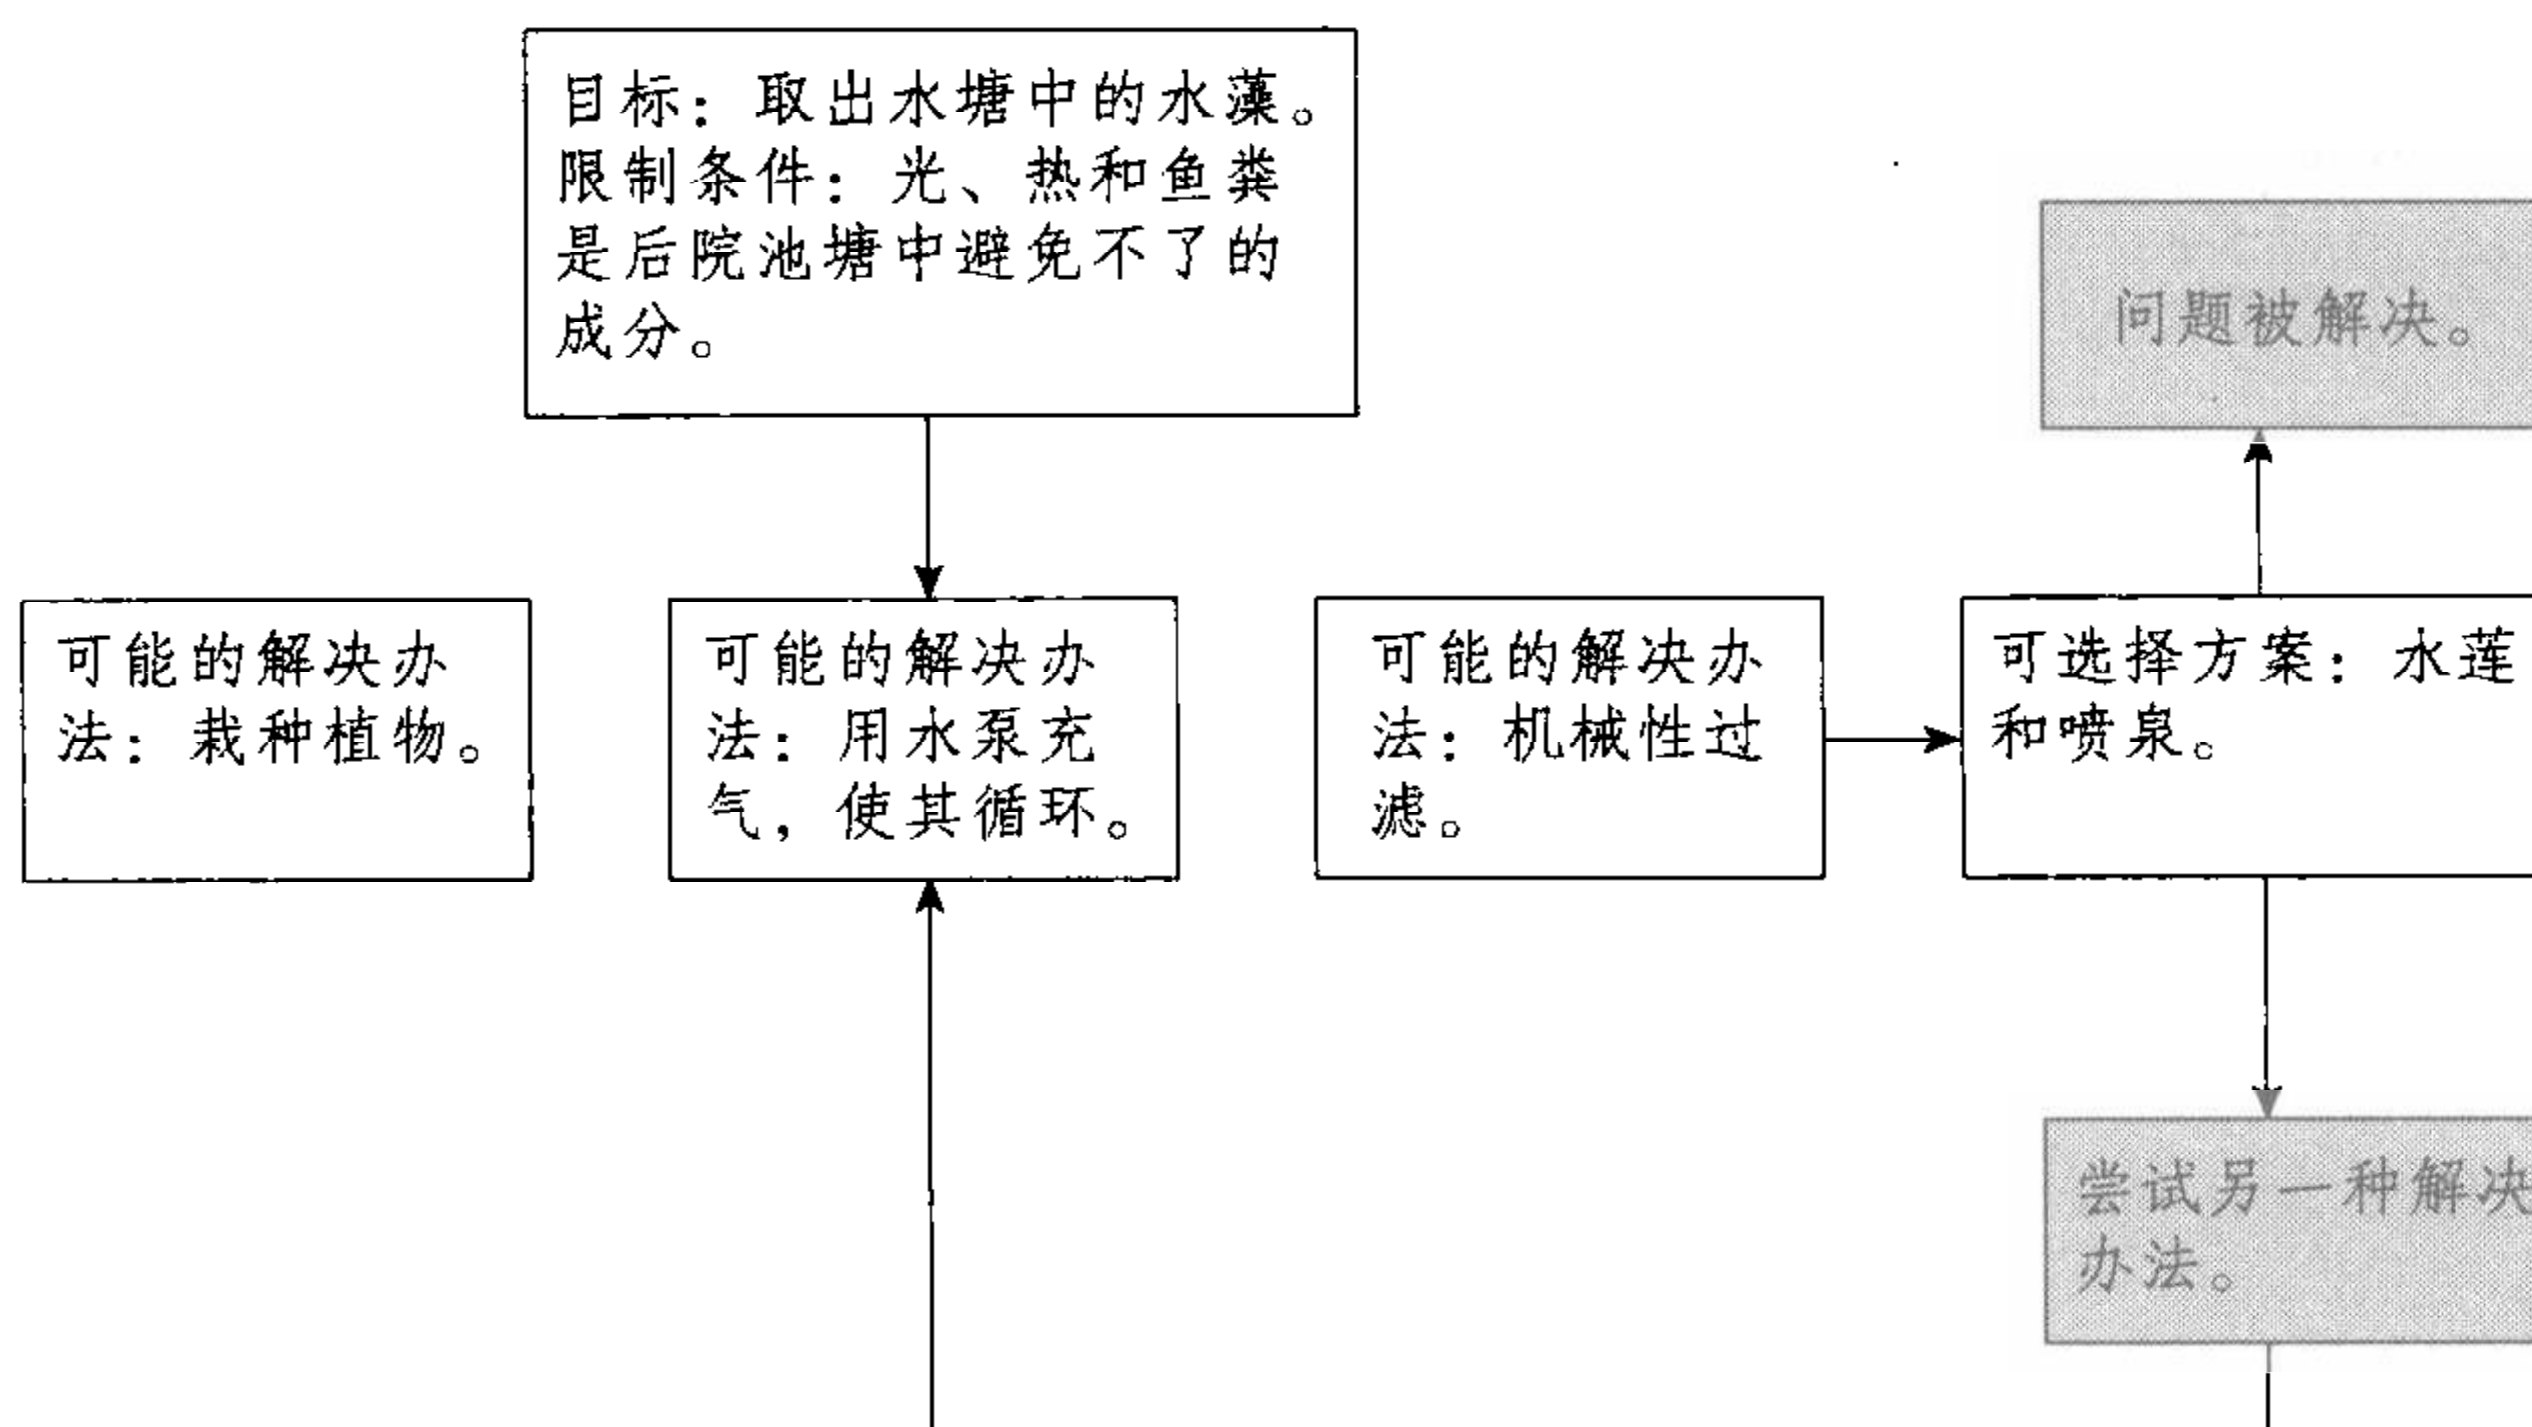 目标：取出水塘中的水藻。
限制条件：光、热和鱼粪
是后院池塘中避免不了的
成分。
问题被解决。
可能的解决办
法：栽种植物。
可能的解决办
法：用水泵充
气，使其循环。
可能的解决办
法：机械性过
滤。
可选择方案：水莲
和喷泉。
尝试另一种解决
办法。